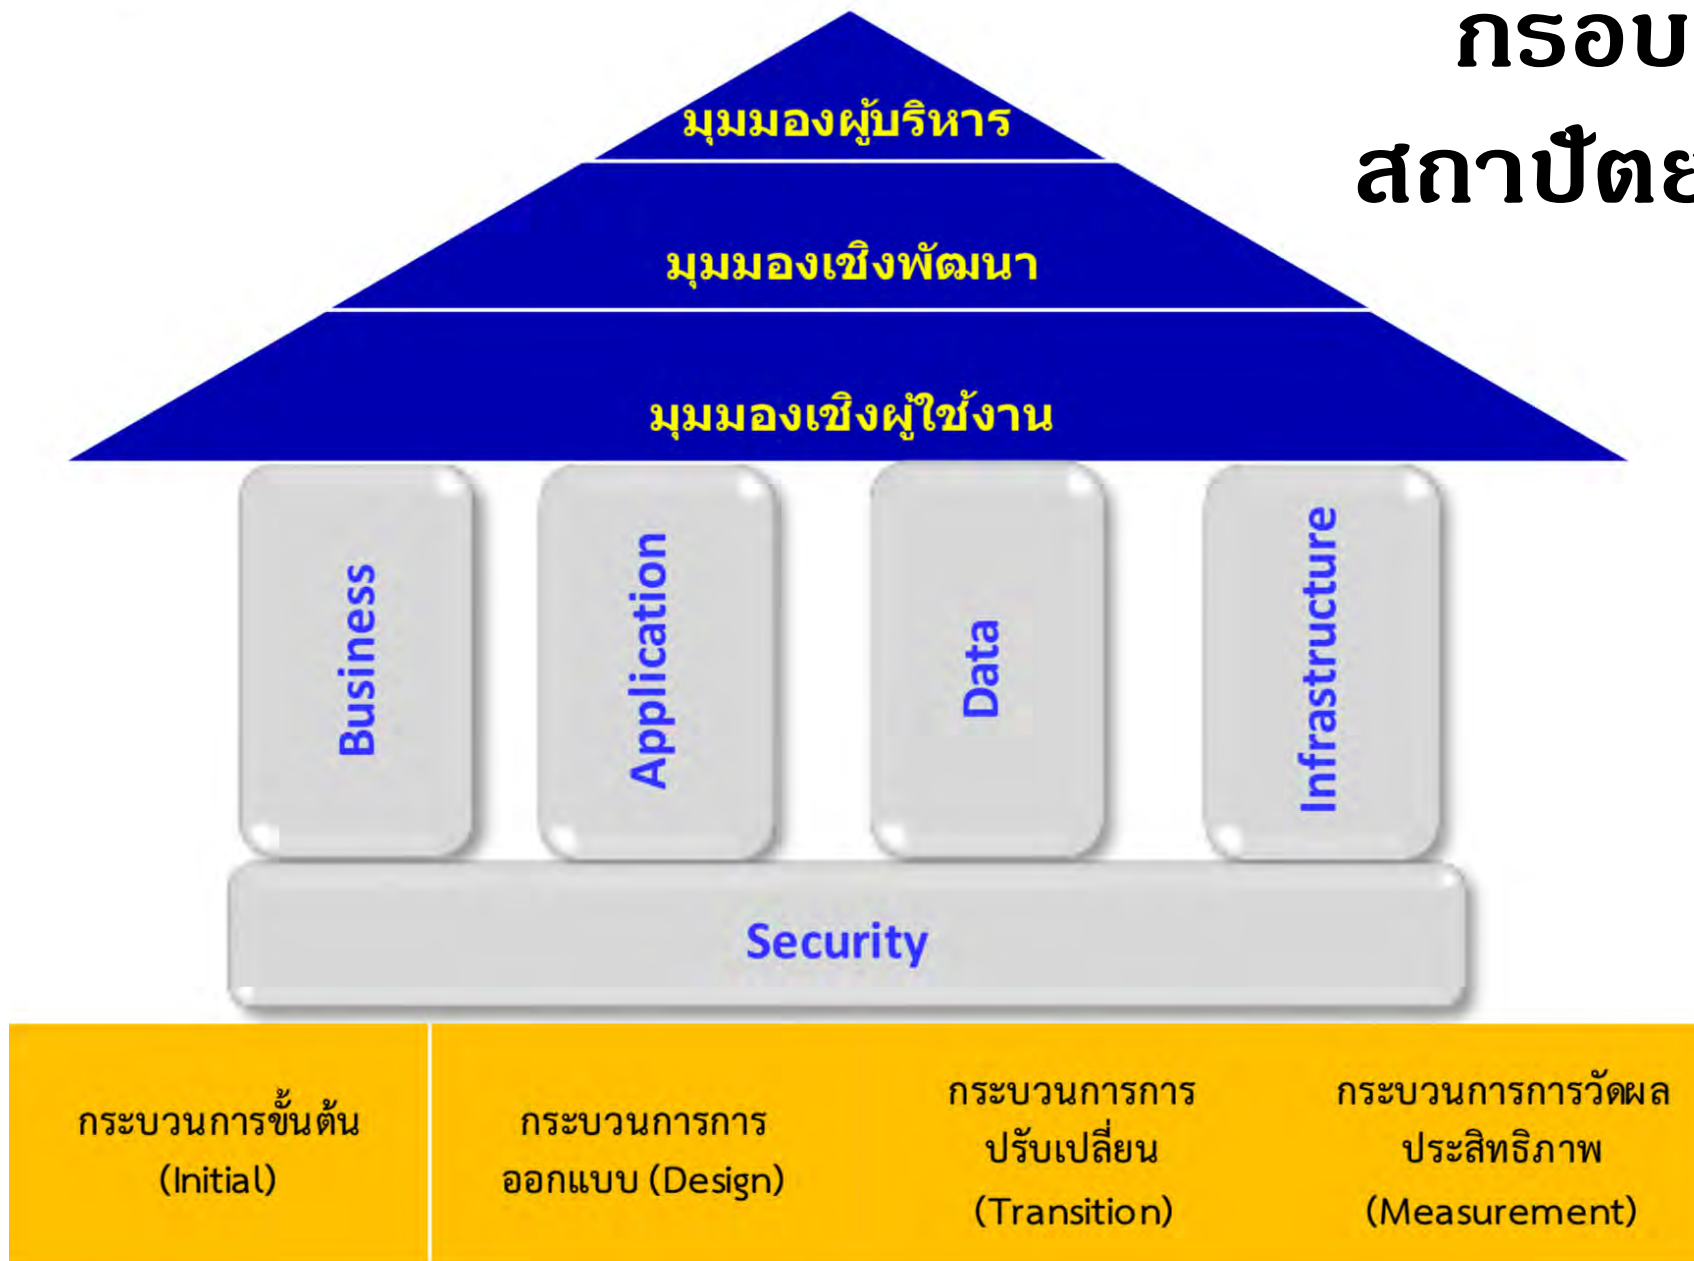 กรอบ
สถาปัตย
มุมมองผู้บริหาร
มุมมองเชิงพัฒนา
มุมมองเชิงผู้ใช้งาน
Business
Application
Data
Infrastructure
Security
กระบวนการขั้นต้น
(Initial)
กระบวนการการ
ออกแบบ (Design)
กระบวนการการ
ปรับเปลี่ยน
(Transition)
กระบวนการการวัดผล
ประสิทธิภาพ
(Measurement)